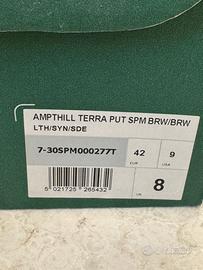 AMPTHILL TERRA PUT SPM BRW/BRW
LTH/SYN/SDE
7-30SPM000277T
42
EUR
9
USA
UK
8
5 021725 265432